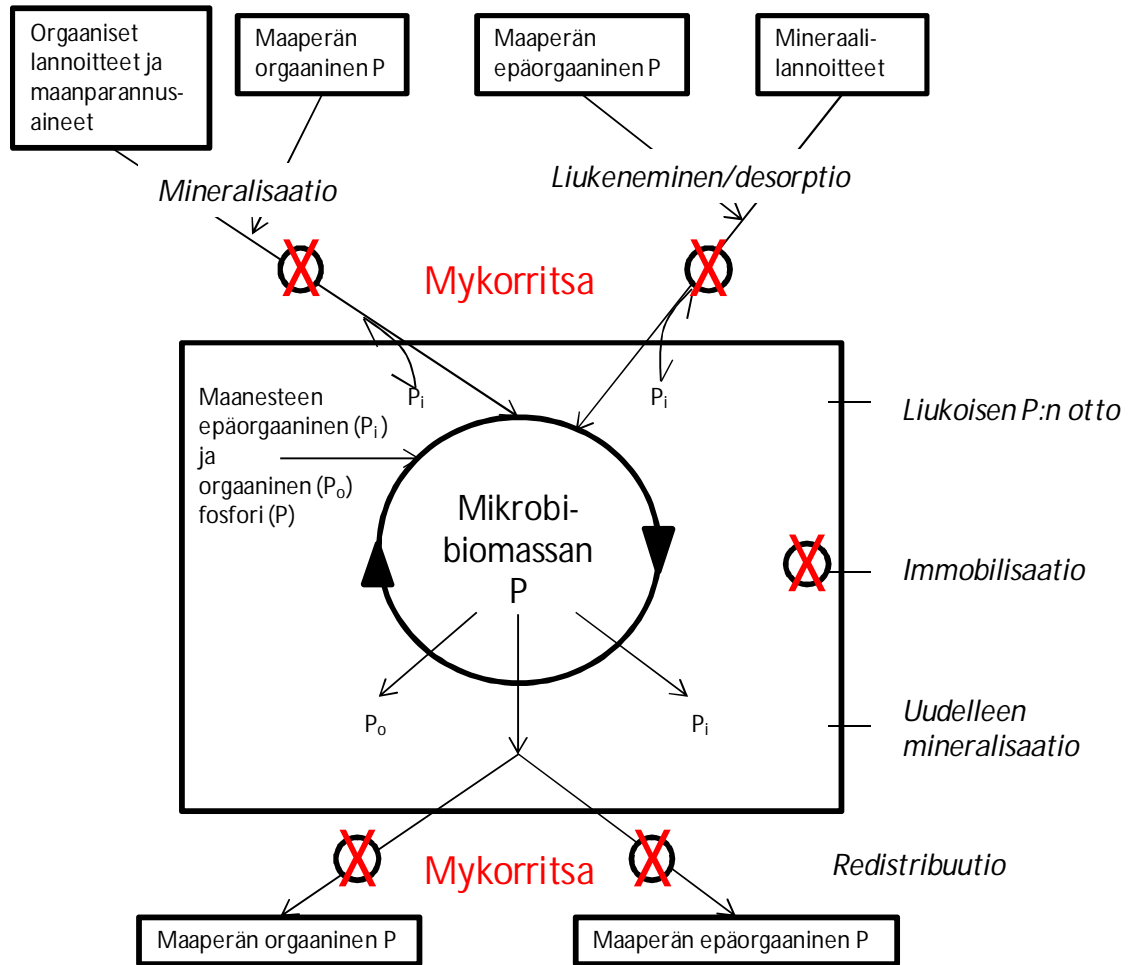 Orgaaniset
lannoitteet ja
maanparannus-
aineet
Maaperän
orgaaninen P
Maaperän
epäorgaaninen P
Mineraali-
lannoitteet
Mineralisaatio
Liukeneminen/desorptio
X
Mykorritsa
X
Pi
Pi
Maanesteen
epäorgaaninen (Pi)
ja
orgaaninen (Po)
fosfori (P)
Liukoisen P:n otto
Mikrobi-
biomassan
P
X
Immobilisaatio
Po
Pi
Uudelleen
mineralisaatio
X
Mykorritsa
X
Redistribuutio
Maaperän orgaaninen P
Maaperän epäorgaaninen P